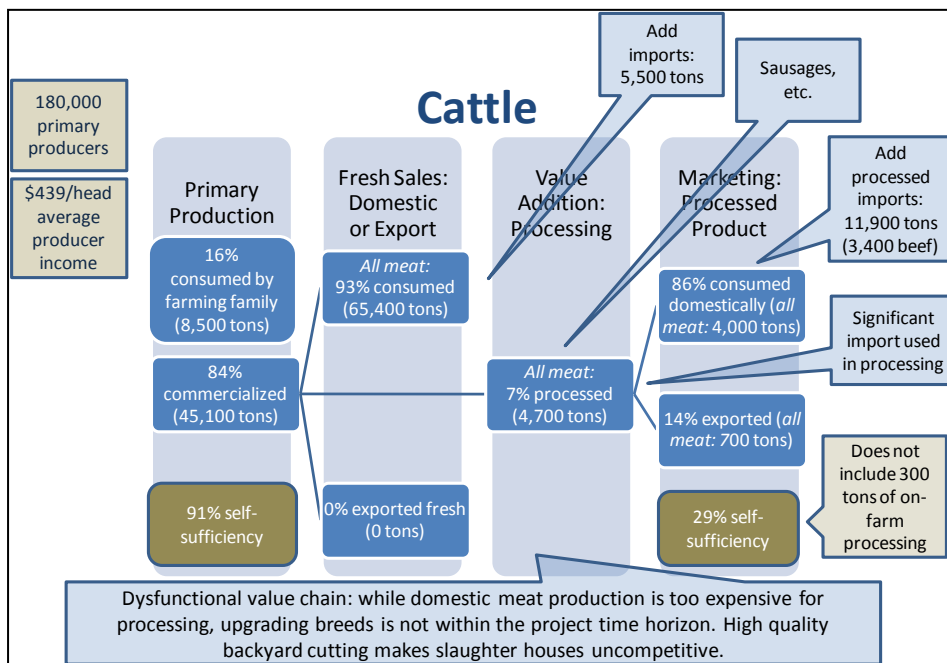 Cattle
180,000
primary
producers
$439/head
average
producer
income
Add
imports:
5,500 tons
Sausages,
etc.
Add
processed
imports:
11,900 tons
(3,400 beef)
Primary
Production
16%
consumed by
farming family
(8,500 tons)
84%
commercialized
(45,100 tons)
91% self-
sufficiency
Fresh Sales:
Domestic
or Export
All meat:
93% consumed
(65,400 tons)
0% exported fresh
(0 tons)
Value
Addition:
Processing
All meat:
7% processed
(4,700 tons)
Marketing:
Processed
Product
86% consumed
domestically (all
meat: 4,000 tons)
14% exported (all
meat: 700 tons)
29% self-
sufficiency
Significant
import used
in processing
Does not
include 300
tons of on-
farm
processing
Dysfunctional value chain: while domestic meat production is too expensive for
processing, upgrading breeds is not within the project time horizon. High quality
backyard cutting makes slaughter houses uncompetitive.